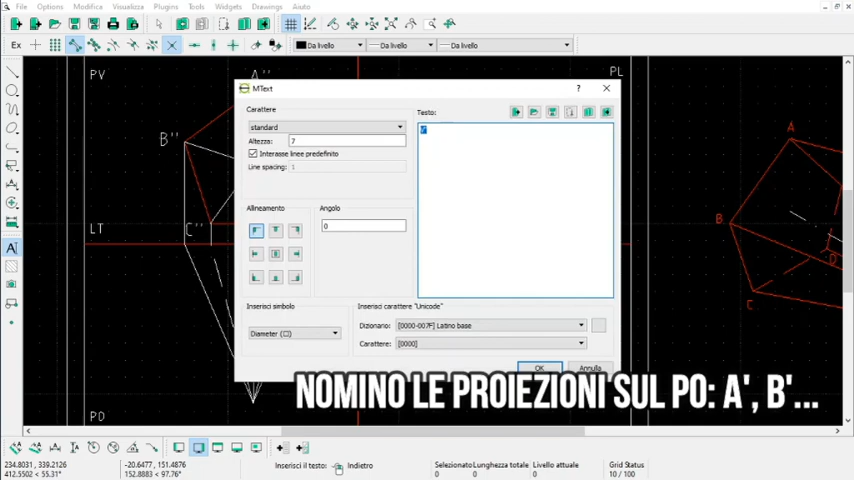 File Options Modifica Visualizza Plugins Tools Widgets Drawings Aiuto
Ex Da livello Da livello Da livello
PV A'' PL
MText ? ×
Carattere
standard
Altezza: 7
Interasse linee predefinito
Line spacing: 1
Allineamento Angolo
0
Testo:
Inserisci simbolo
Diameter (□)
Inserisci carattere "Unicode"
Dizionario: [0000-007F] Latino base
Carattere: [0000]
OK Annulla
B''
LT C''
PO
A
B
D
C
NOMINO LE PROIEZIONI SUL PO: A', B'...
234.8031 , 339.2126
412.5502 < 55.31°
-20.6477 , 151.4876
152.8883 < 97.76°
Inserisci il testo: Indietro
Selezionato Lunghezza totale
0 0
Livello attuale
0
Grid Status
10 / 100